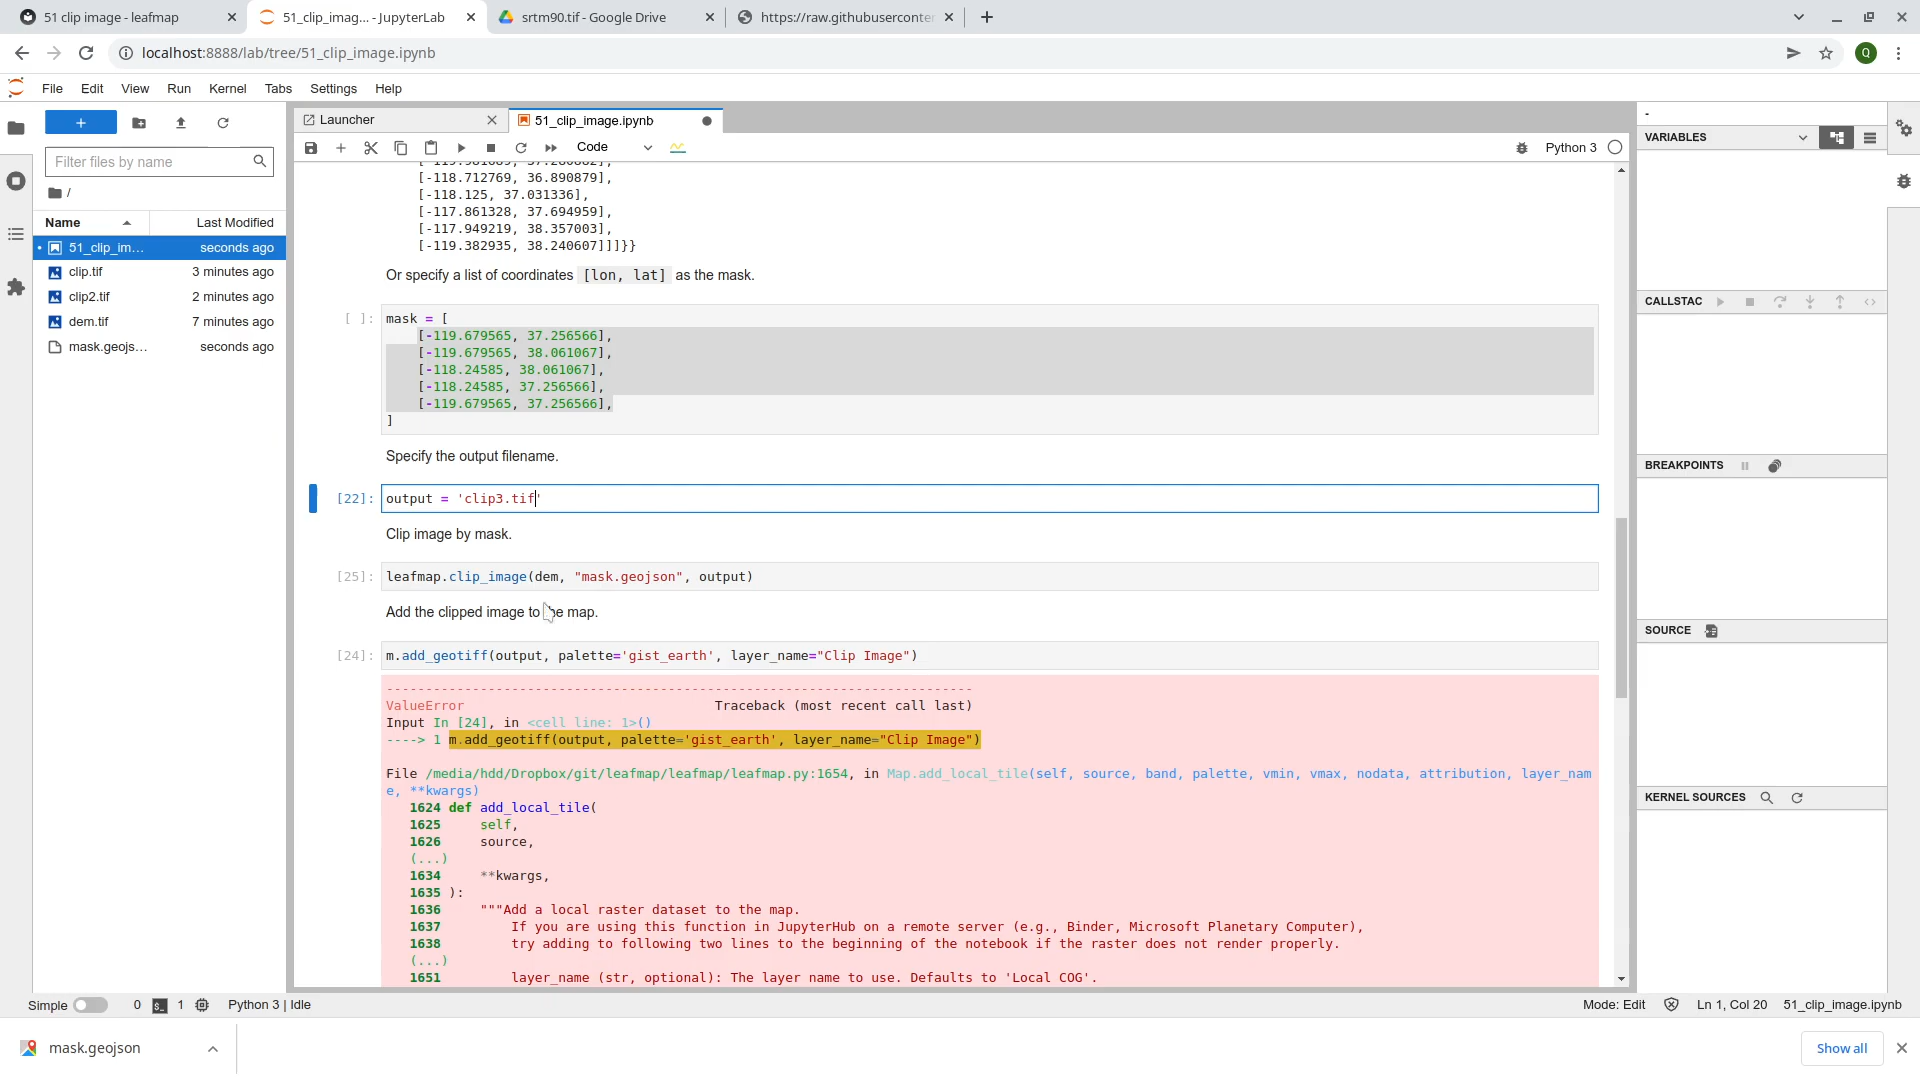 51 clip image - leafmap
51_clip_imag... - JupyterLab
srtm90.tif - Google Drive
https://raw.githubusercontent
localhost:8888/lab/tree/51_clip_image.ipynb
Q
File Edit View Run Kernel Tabs Settings Help
Filter files by name
/
Name Last Modified
51_clip_im... seconds ago
clip.tif 3 minutes ago
clip2.tif 2 minutes ago
dem.tif 7 minutes ago
mask.geojs... seconds ago
Launcher
51_clip_image.ipynb
Code
Python 3
[-118.712769, 36.890879],
[-118.125, 37.031336],
[-117.861328, 37.694959],
[-117.949219, 38.357003],
[-119.382935, 38.240607]]]}}
Or specify a list of coordinates [lon, lat] as the mask.
[ ]: mask = [
[-119.679565, 37.256566],
[-119.679565, 38.061067],
[-118.24585, 38.061067],
[-118.24585, 37.256566],
[-119.679565, 37.256566],
]
Specify the output filename.
[22]: output = 'clip3.tif'
Clip image by mask.
[25]: leafmap.clip_image(dem, "mask.geojson", output)
Add the clipped image to the map.
[24]: m.add_geotiff(output, palette='gist_earth', layer_name="Clip Image")
---------------------------------------------------------------------------
ValueError Traceback (most recent call last)
Input In [24], in <cell line: 1>()
----> 1 m.add_geotiff(output, palette='gist_earth', layer_name="Clip Image")
File /media/hdd/Dropbox/git/leafmap/leafmap/leafmap.py:1654, in Map.add_local_tile(self, source, band, palette, vmin, vmax, nodata, attribution, layer_nam
e, **kwargs)
1624 def add_local_tile(
1625 self,
1626 source,
(...)
1634 **kwargs,
1635 ):
1636 """Add a local raster dataset to the map.
1637 If you are using this function in JupyterHub on a remote server (e.g., Binder, Microsoft Planetary Computer),
1638 try adding to following two lines to the beginning of the notebook if the raster does not render properly.
(...)
1651 layer_name (str, optional): The layer name to use. Defaults to 'Local COG'.
-
VARIABLES
CALLSTAC
BREAKPOINTS
SOURCE
KERNEL SOURCES
Simple 0 1 Python 3 | Idle
Mode: Edit Ln 1, Col 20 51_clip_image.ipynb
mask.geojson
Show all